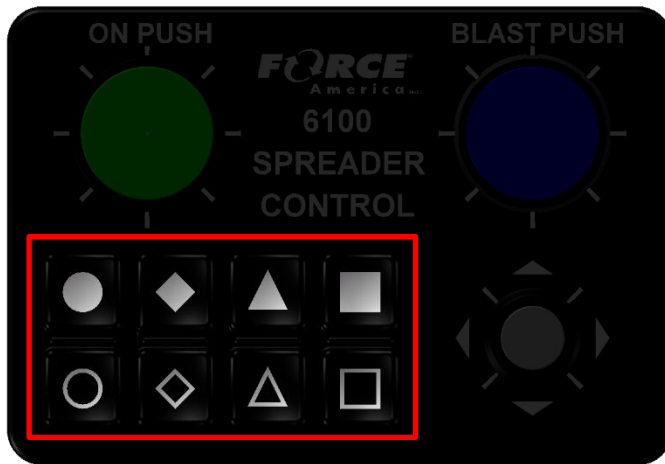 ON PUSH
BLAST PUSH
FORCE
America
6100
SPREADER
CONTROL